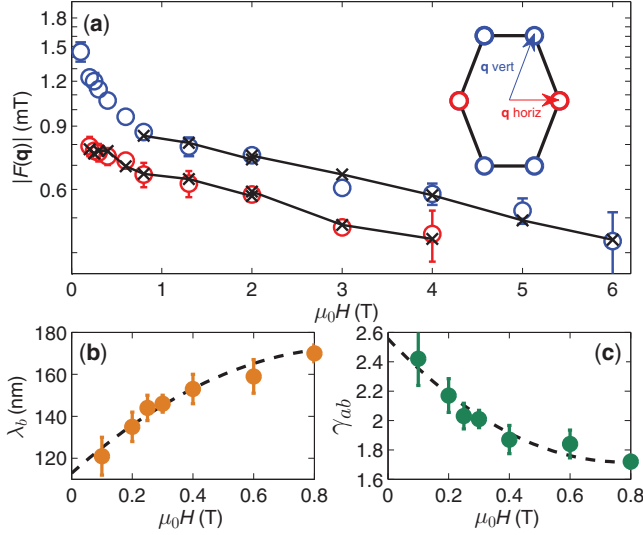 (a)
|F(q)| (mT)
1.8
1.5
1.2
0.9
0.6
q vert
q horiz
0 1 2 3 4 5 6
μ₀H (T)
(b)
λb (nm)
180
160
140
120
0 0.2 0.4 0.6 0.8
μ₀H (T)
(c)
γab
2.6
2.4
2.2
2.0
1.8
1.6
0 0.2 0.4 0.6 0.8
μ₀H (T)